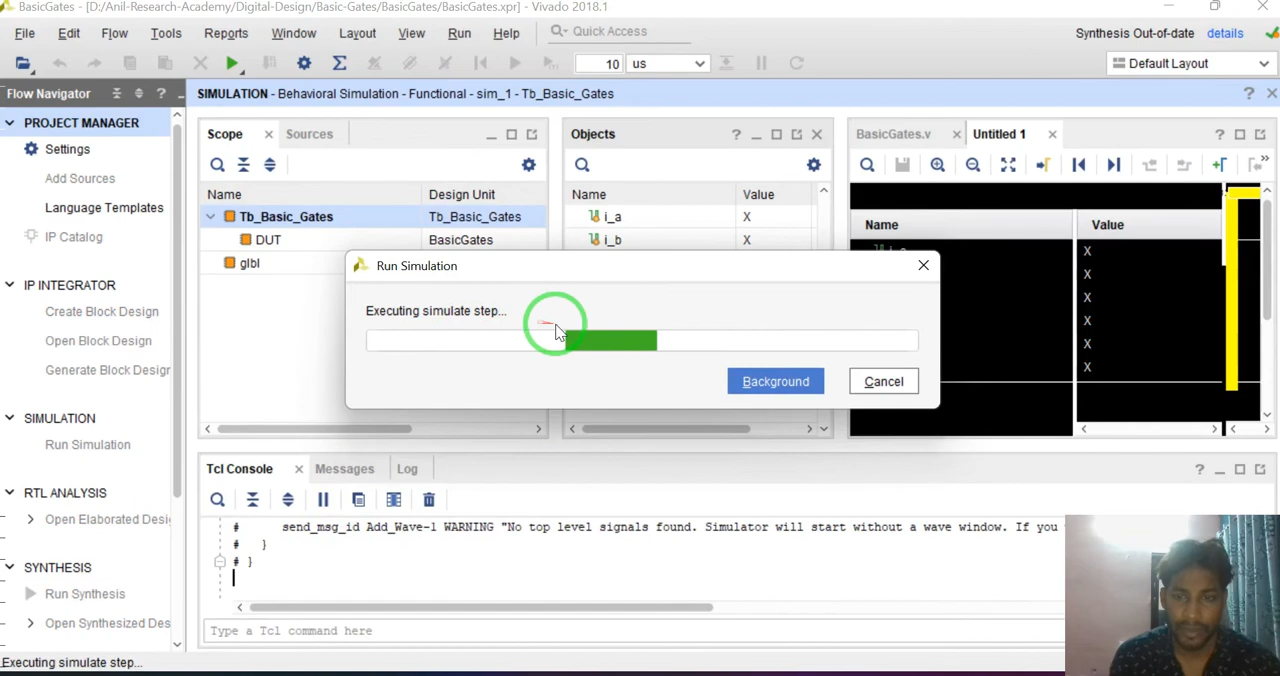 BasicGates - [D:/Anil-Research-Academy/Digital-Design/Basic-Gates/BasicGates/BasicGates.xpr] - Vivado 2018.1
File Edit Flow Tools Reports Window Layout View Run Help Quick Access Synthesis Out-of-date details
10 us Default Layout
Flow Navigator ? SIMULATION - Behavioral Simulation - Functional - sim_1 - Tb_Basic_Gates ?
PROJECT MANAGER
Settings
Add Sources
Language Templates
IP Catalog
IP INTEGRATOR
Create Block Design
Open Block Design
Generate Block Design
SIMULATION
Run Simulation
RTL ANALYSIS
Open Elaborated Desi
SYNTHESIS
Run Synthesis
Open Synthesized Des
Scope Sources
Name Design Unit
Tb_Basic_Gates Tb_Basic_Gates
DUT BasicGates
glbl
Objects ?
Name Value
i_a X
i_b X
BasicGates.v Untitled 1 ?
Name Value
X
X
X
X
X
X
Run Simulation
Executing simulate step...
Background Cancel
Tcl Console Messages Log ?
# send_msg_id Add_Wave-1 WARNING "No top level signals found. Simulator will start without a wave window. If you
# }
# }
Type a Tcl command here
Executing simulate step...